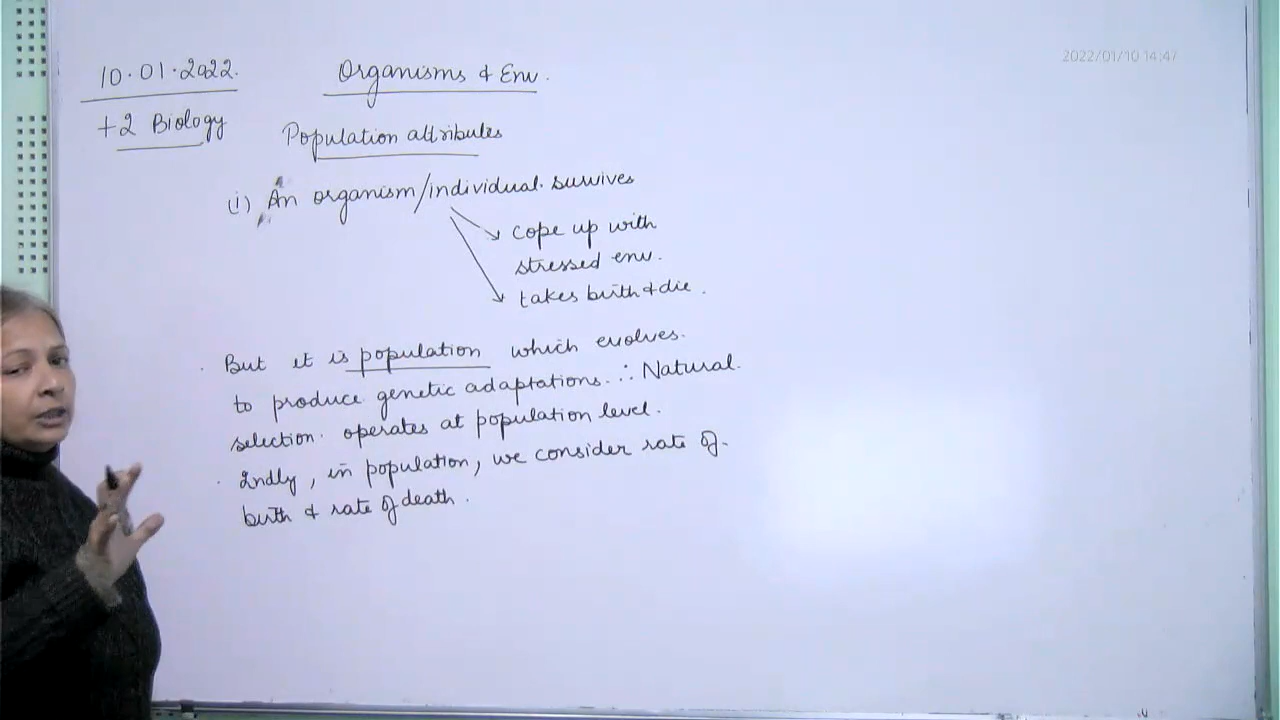 10.01.2022.
Organisms & Env.
2022/01/10 14:47
+2 Biology
Population attributes
(i) An organism/individual survives
cope up with
stressed env.
takes birth & die.
But it is population which evolves.
to produce genetic adaptations. ∴ Natural
selection operates at population level.
2ndly, in population, we consider rate of
birth & rate of death.